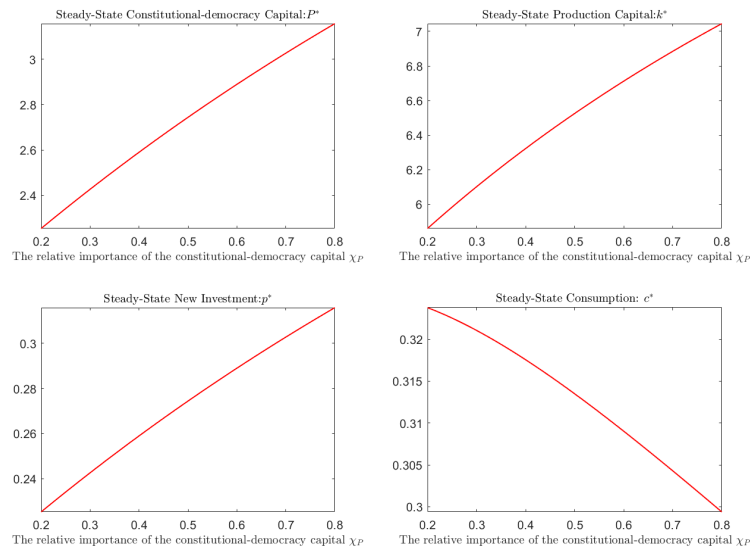 Steady-State Constitutional-democracy Capital:P*
3
2.8
2.6
2.4
0.2 0.3 0.4 0.5 0.6 0.7 0.8
The relative importance of the constitutional-democracy capital χP
Steady-State Production Capital:k*
7
6.8
6.6
6.4
6.2
6
0.2 0.3 0.4 0.5 0.6 0.7 0.8
The relative importance of the constitutional-democracy capital χP
Steady-State New Investment:p*
0.3
0.28
0.26
0.24
0.2 0.3 0.4 0.5 0.6 0.7 0.8
The relative importance of the constitutional-democracy capital χP
Steady-State Consumption: c*
0.32
0.315
0.31
0.305
0.3
0.2 0.3 0.4 0.5 0.6 0.7 0.8
The relative importance of the constitutional-democracy capital χP